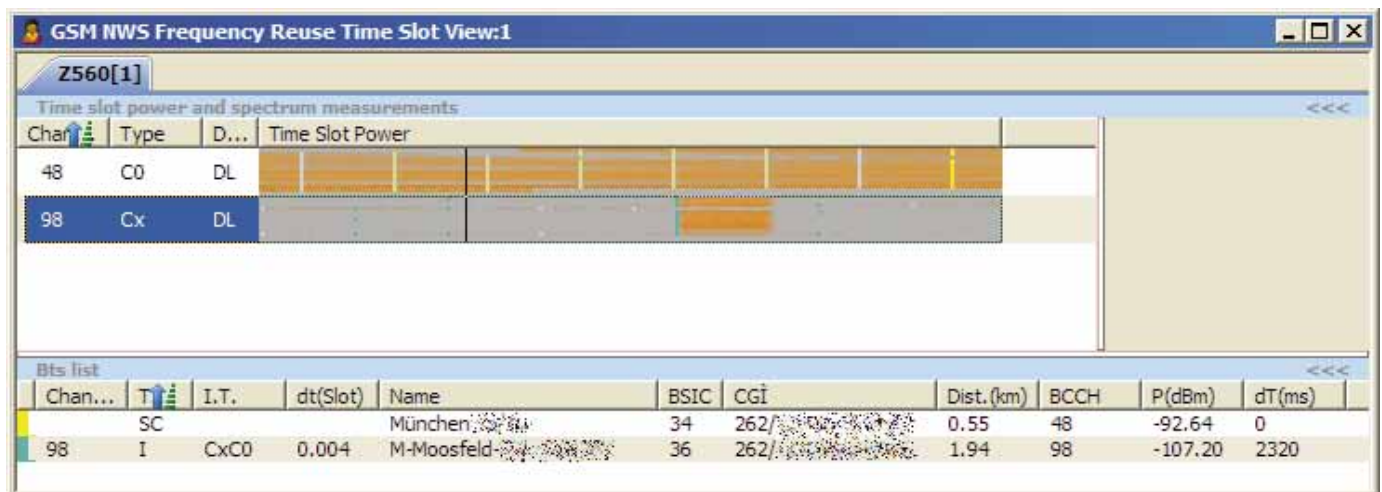 GSM NWS Frequency Reuse Time Slot View:1
Z560[1]
Time slot power and spectrum measurements <<<
Chan Type D... Time Slot Power
48 C0 DL
98 Cx DL
Bts list <<<
Chan... T I.T. dt(Slot) Name BSIC CGI Dist.(km) BCCH P(dBm) dT(ms)
SC München 34 262/ 0.55 48 -92.64 0
98 I CxC0 0.004 M-Moosfeld- 36 262/ 1.94 98 -107.20 2320